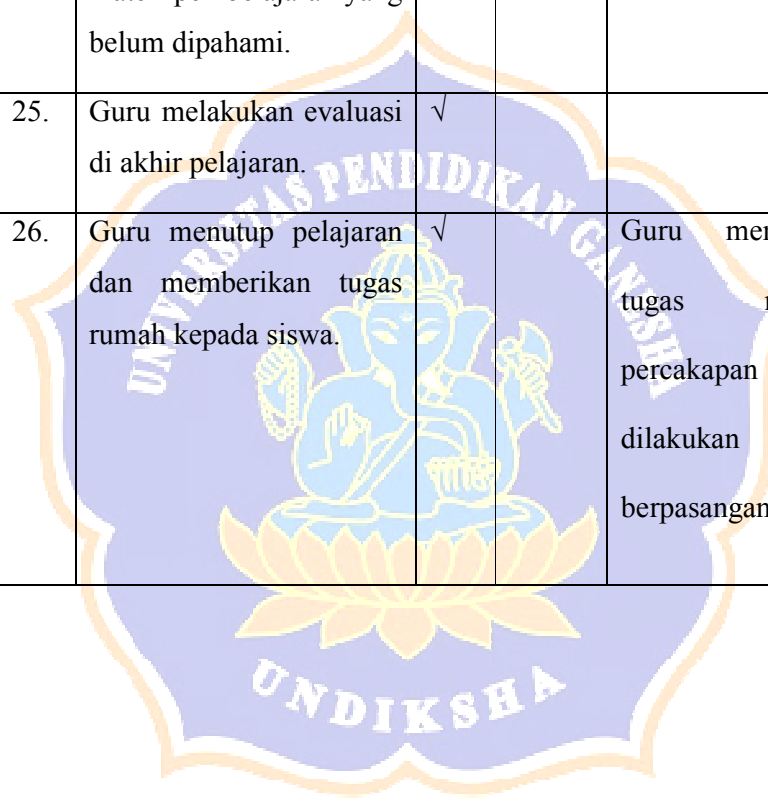 belum dipahami.
25. Guru melakukan evaluasi √
di akhir pelajaran.
26. Guru menutup pelajaran √ Guru
dan memberikan tugas tugas
rumah kepada siswa.
percakapan
dilakukan
berpasangan
UNIVERSITAS PENDIDIKAN GANESHA
UNDIKSHA